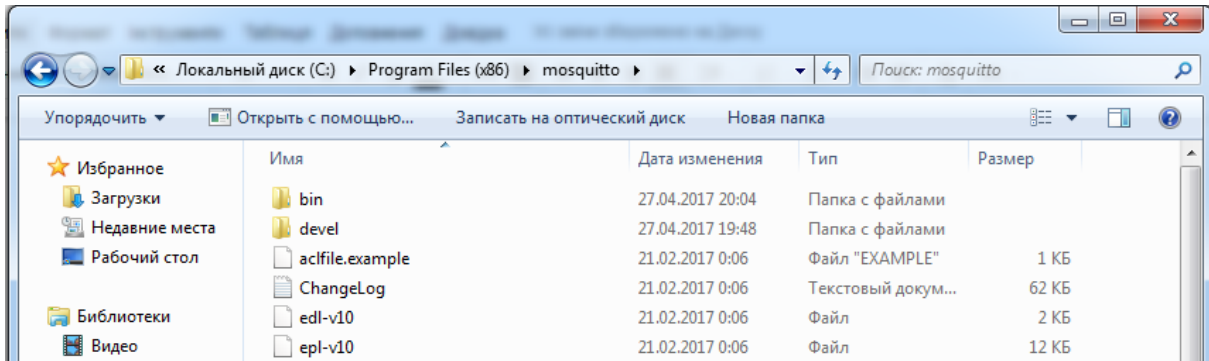 « Локальный диск (C:) Program Files (x86) mosquitto Поиск: mosquitto
Упорядочить Открыть с помощью... Записать на оптический диск Новая папка
Имя Дата изменения Тип Размер
Избранное
Загрузки bin 27.04.2017 20:04 Папка с файлами
Недавние места devel 27.04.2017 19:48 Папка с файлами
Рабочий стол aclfile.example 21.02.2017 0:06 Файл "EXAMPLE" 1 КБ
ChangeLog 21.02.2017 0:06 Текстовый докум... 62 КБ
Библиотеки edl-v10 21.02.2017 0:06 Файл 2 КБ
Видео epl-v10 21.02.2017 0:06 Файл 12 КБ